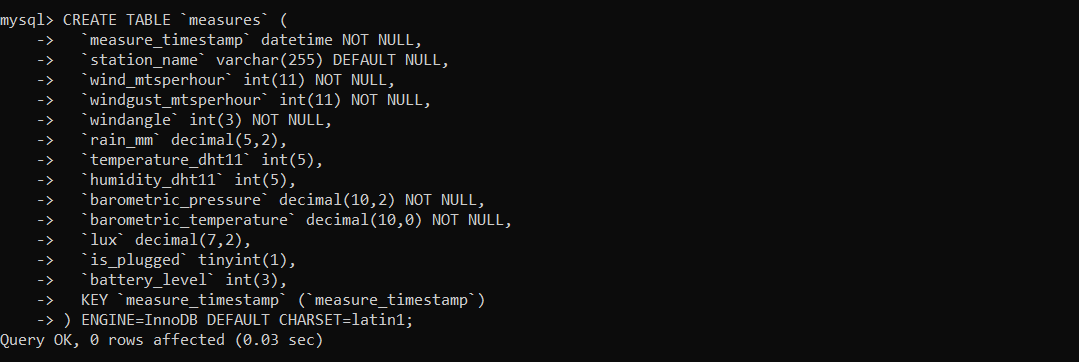 mysql> CREATE TABLE `measures` (
    ->   `measure_timestamp` datetime NOT NULL,
    ->   `station_name` varchar(255) DEFAULT NULL,
    ->   `wind_mtsperhour` int(11) NOT NULL,
    ->   `windgust_mtsperhour` int(11) NOT NULL,
    ->   `windangle` int(3) NOT NULL,
    ->   `rain_mm` decimal(5,2),
    ->   `temperature_dht11` int(5),
    ->   `humidity_dht11` int(5),
    ->   `barometric_pressure` decimal(10,2) NOT NULL,
    ->   `barometric_temperature` decimal(10,0) NOT NULL,
    ->   `lux` decimal(7,2),
    ->   `is_plugged` tinyint(1),
    ->   `battery_level` int(3),
    ->   KEY `measure_timestamp` (`measure_timestamp`)
    -> ) ENGINE=InnoDB DEFAULT CHARSET=latin1;
Query OK, 0 rows affected (0.03 sec)